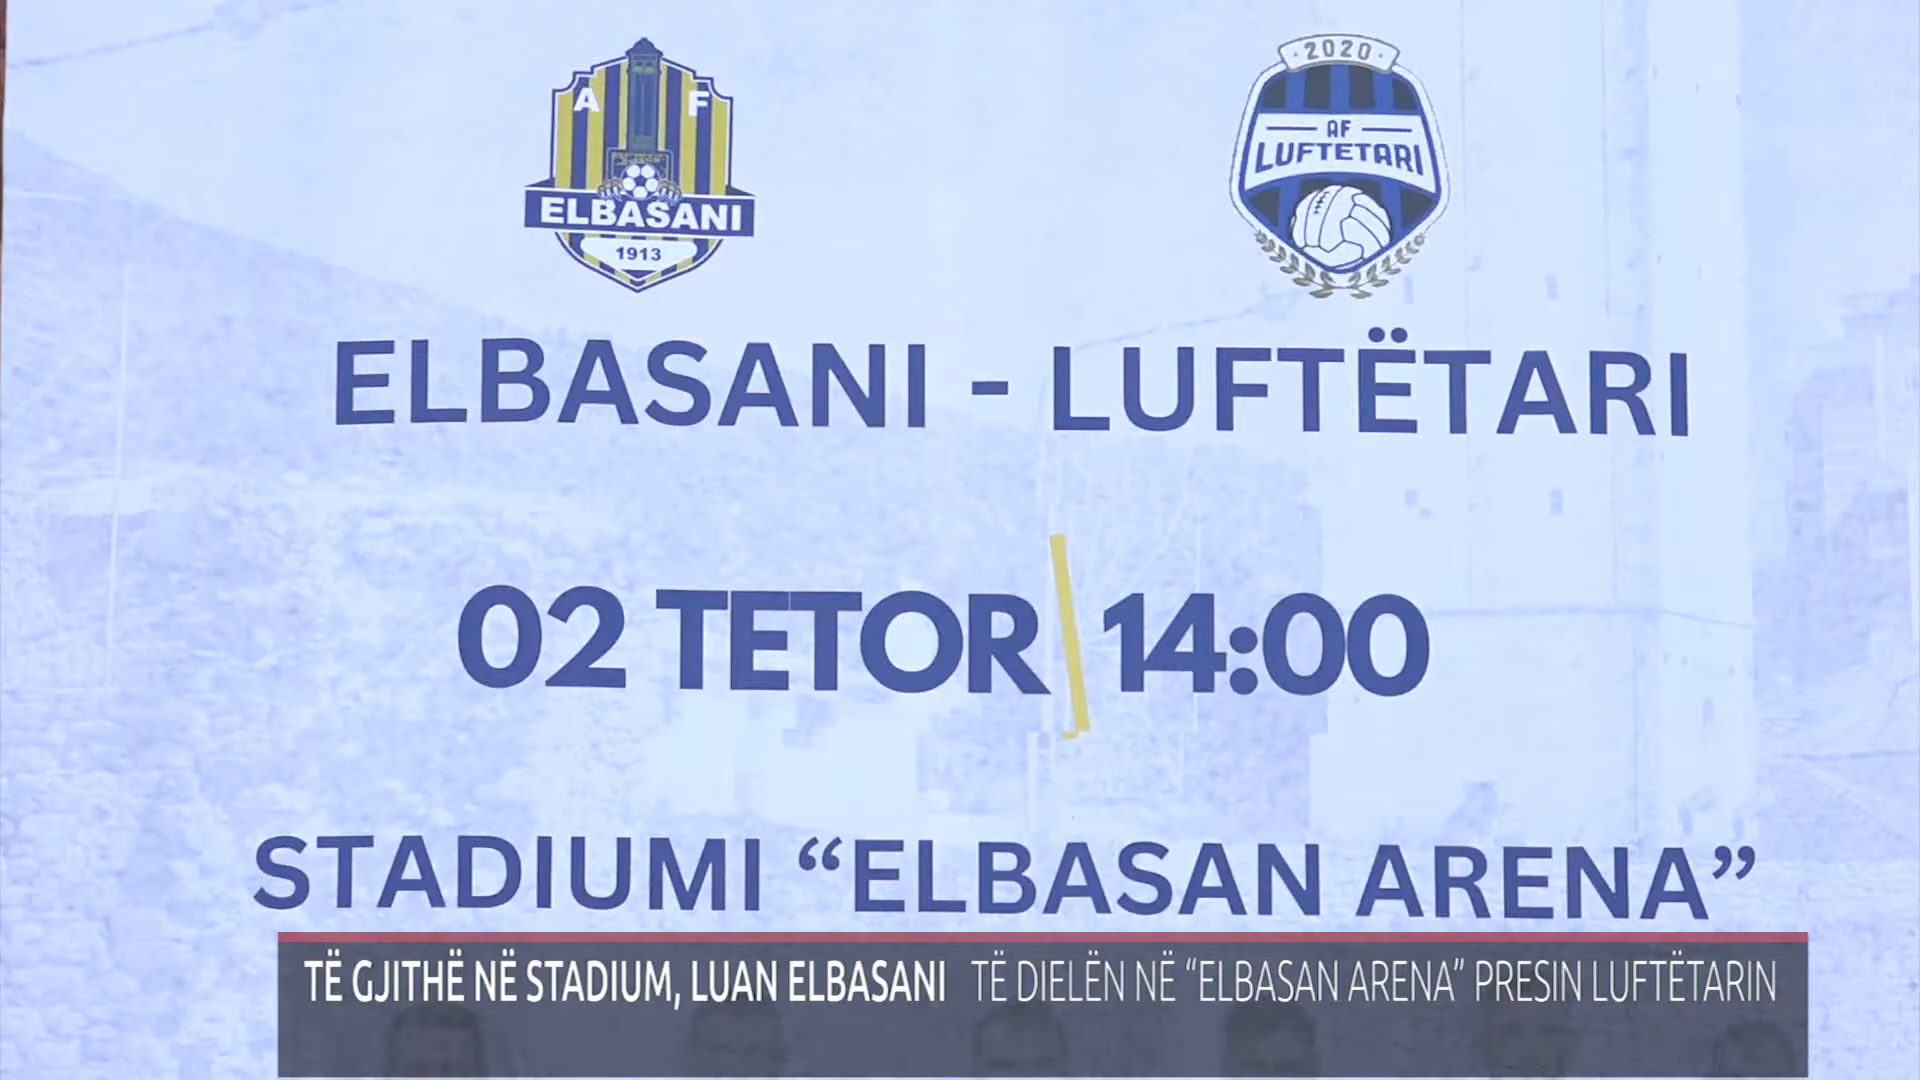 A F
ELBASANI
1913
·2020·
AF
LUFTETARI
ELBASANI - LUFTËTARI
02 TETOR 14:00
STADIUMI “ELBASAN ARENA”
TË GJITHË NË STADIUM, LUAN ELBASANI TË DIELËN NË “ELBASAN ARENA” PRESIN LUFTËTARIN